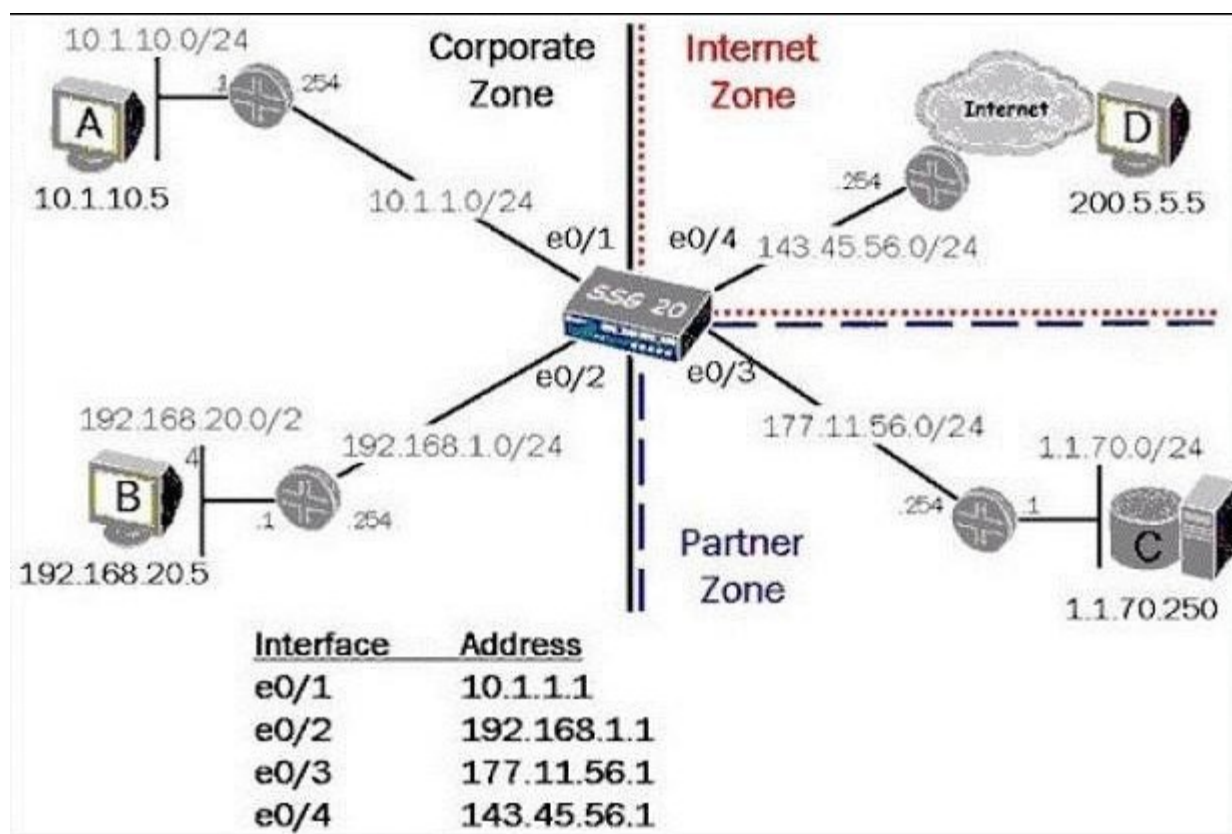 10.1.10.0/24
A
10.1.10.5
.1
.254
10.1.1.0/24
Corporate
Zone
e0/1
Internet
Zone
Internet
D
200.5.5.5
.254
143.45.56.0/24
e0/4
SSG 20
e0/2
e0/3
192.168.20.0/2
4
B
192.168.20.5
.1
.254
192.168.1.0/24
177.11.56.0/24
1.1.70.0/24
.254
.1
C
1.1.70.250
Partner
Zone
Interface Address
e0/1 10.1.1.1
e0/2 192.168.1.1
e0/3 177.11.56.1
e0/4 143.45.56.1